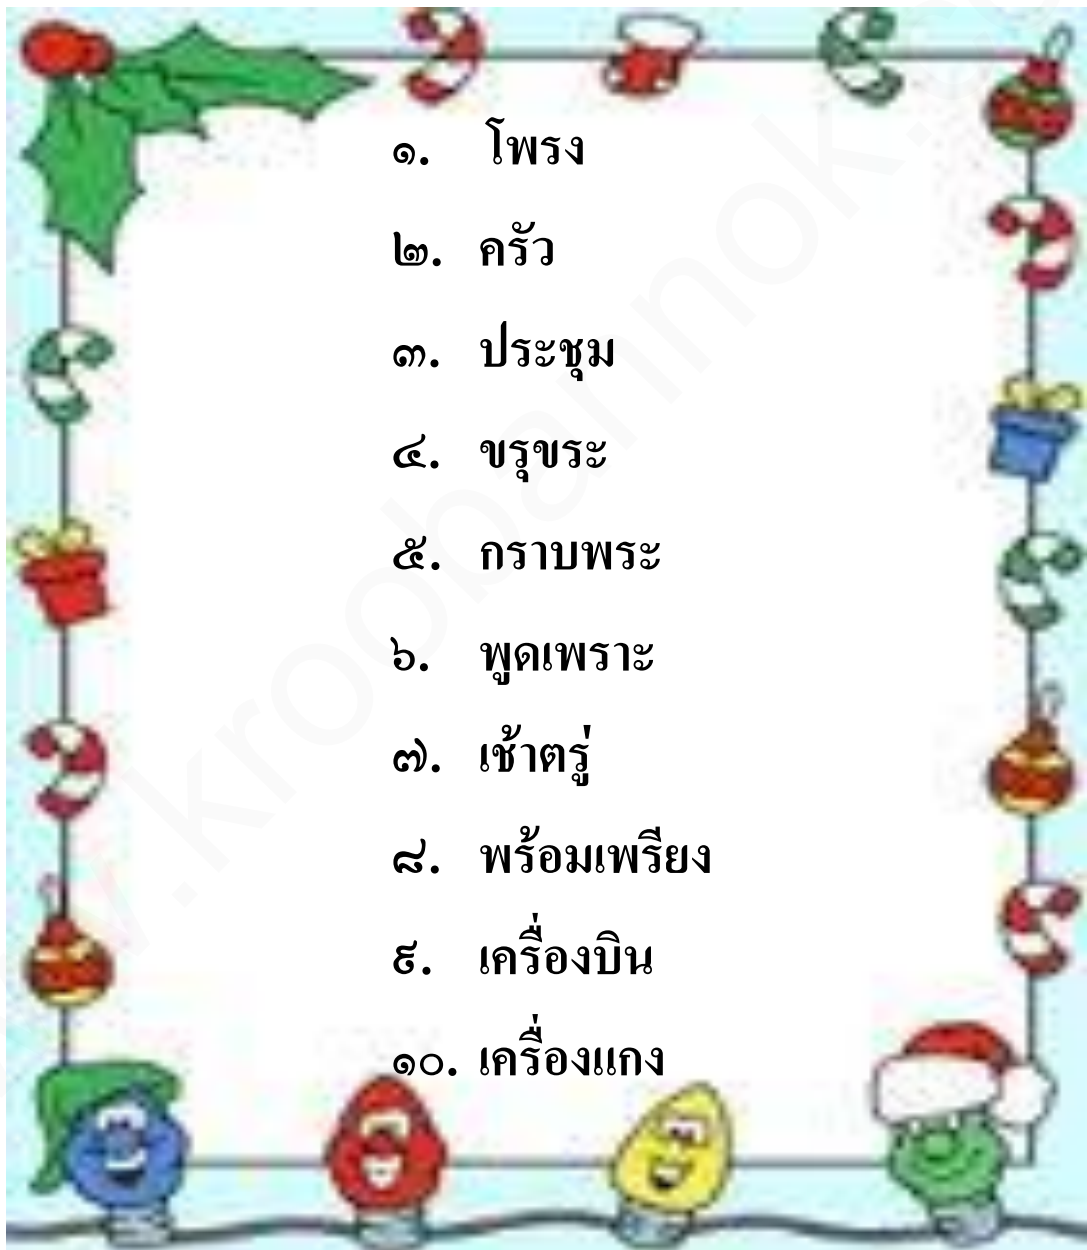 ๑. โพรง
๒. ครัว
๓. ประชุม
๔. ขรุขระ
๕. กราบพระ
๖. พูดเพราะ
๗. เช้าตรู่
๘. พร้อมเพรียง
๙. เครื่องบิน
๑๐. เครื่องแกง